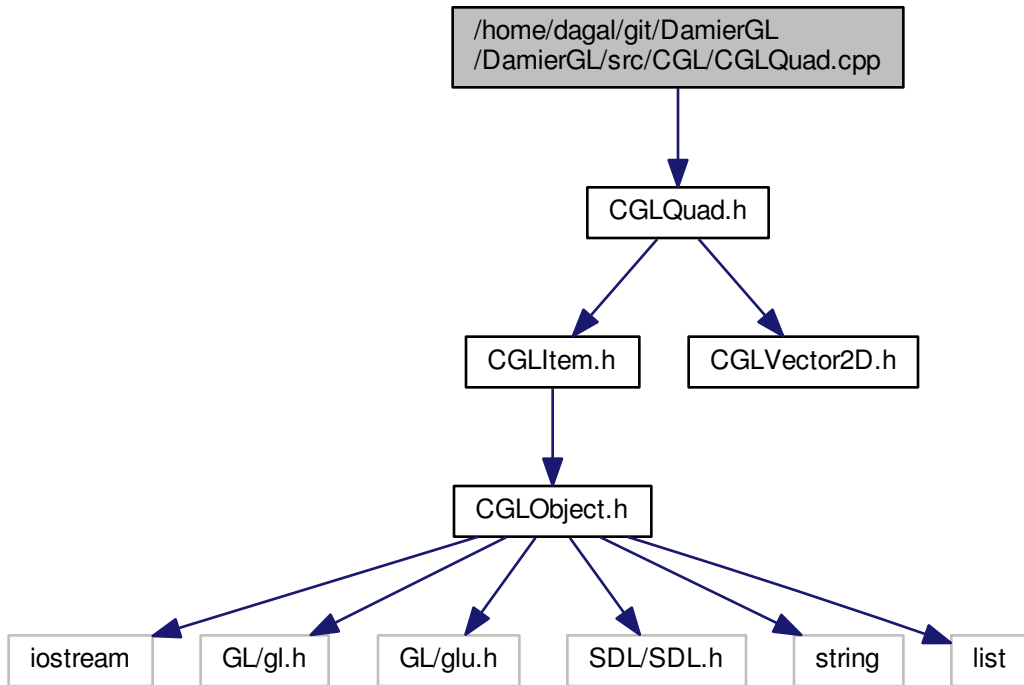 /home/dagal/git/DamierGL
/DamierGL/src/CGL/CGLQuad.cpp
CGLQuad.h
CGLItem.h
CGLVector2D.h
CGLObject.h
iostream
GL/gl.h
GL/glu.h
SDL/SDL.h
string
list